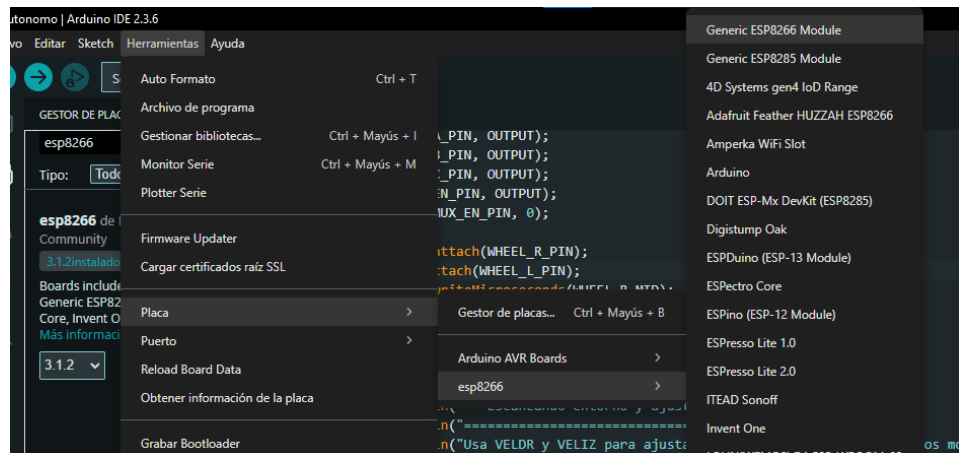 utonomo | Arduino IDE 2.3.6
vo Editar Sketch Herramientas Ayuda
GESTOR DE PLAC
esp8266
Tipo: Todo
esp8266 de
Community
3.1.2instalado
Boards include
Generic ESP82
Core, Invent O
Más informaci
3.1.2
Auto Formato Ctrl + T
Archivo de programa
Gestionar bibliotecas... Ctrl + Mayús + I
Monitor Serie Ctrl + Mayús + M
Plotter Serie
Firmware Updater
Cargar certificados raíz SSL
Placa
Puerto
Reload Board Data
Obtener información de la placa
Grabar Bootloader
_PIN, OUTPUT);
_PIN, OUTPUT);
_PIN, OUTPUT);
EN_PIN, OUTPUT);
MUX_EN_PIN, 0);
attach(WHEEL_R_PIN);
tach(WHEEL_L_PIN);
Gestor de placas... Ctrl + Mayús + B
Arduino AVR Boards
esp8266
n("================================
n("Usa VELDR y VELIZ para ajusta
os mo
Generic ESP8266 Module
Generic ESP8285 Module
4D Systems gen4 IoD Range
Adafruit Feather HUZZAH ESP8266
Amperka WiFi Slot
Arduino
DOIT ESP-Mx DevKit (ESP8285)
Digistump Oak
ESPDuino (ESP-13 Module)
ESPectro Core
ESPino (ESP-12 Module)
ESPresso Lite 1.0
ESPresso Lite 2.0
ITEAD Sonoff
Invent One